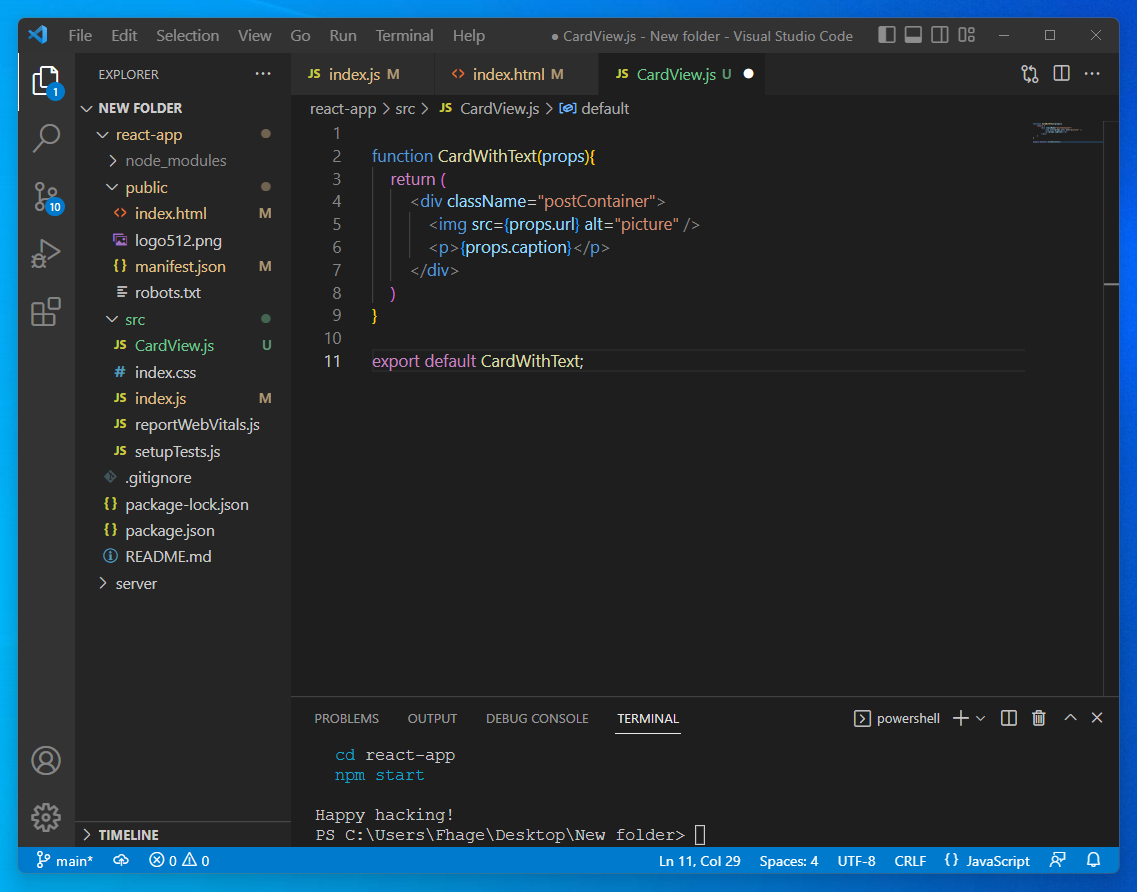 File Edit Selection View Go Run Terminal Help ● CardView.js - New folder - Visual Studio Code
EXPLORER ...
JS index.js M <> index.html M JS CardView.js U ●
NEW FOLDER
react-app
node_modules
public
<> index.html M
logo512.png
{} manifest.json M
robots.txt
src
JS CardView.js U
# index.css
JS index.js M
JS reportWebVitals.js
JS setupTests.js
.gitignore
{} package-lock.json
{} package.json
README.md
server
TIMELINE
1
10
react-app > src > JS CardView.js > default
1
2 function CardWithText(props){
3 return (
4 <div className="postContainer">
5 <img src={props.url} alt="picture" />
6 <p>{props.caption}</p>
7 </div>
8 )
9 }
10
11 export default CardWithText;
PROBLEMS OUTPUT DEBUG CONSOLE TERMINAL powershell
cd react-app
npm start
Happy hacking!
PS C:\Users\Fhage\Desktop\New folder>
main* 0 0 Ln 11, Col 29 Spaces: 4 UTF-8 CRLF {} JavaScript